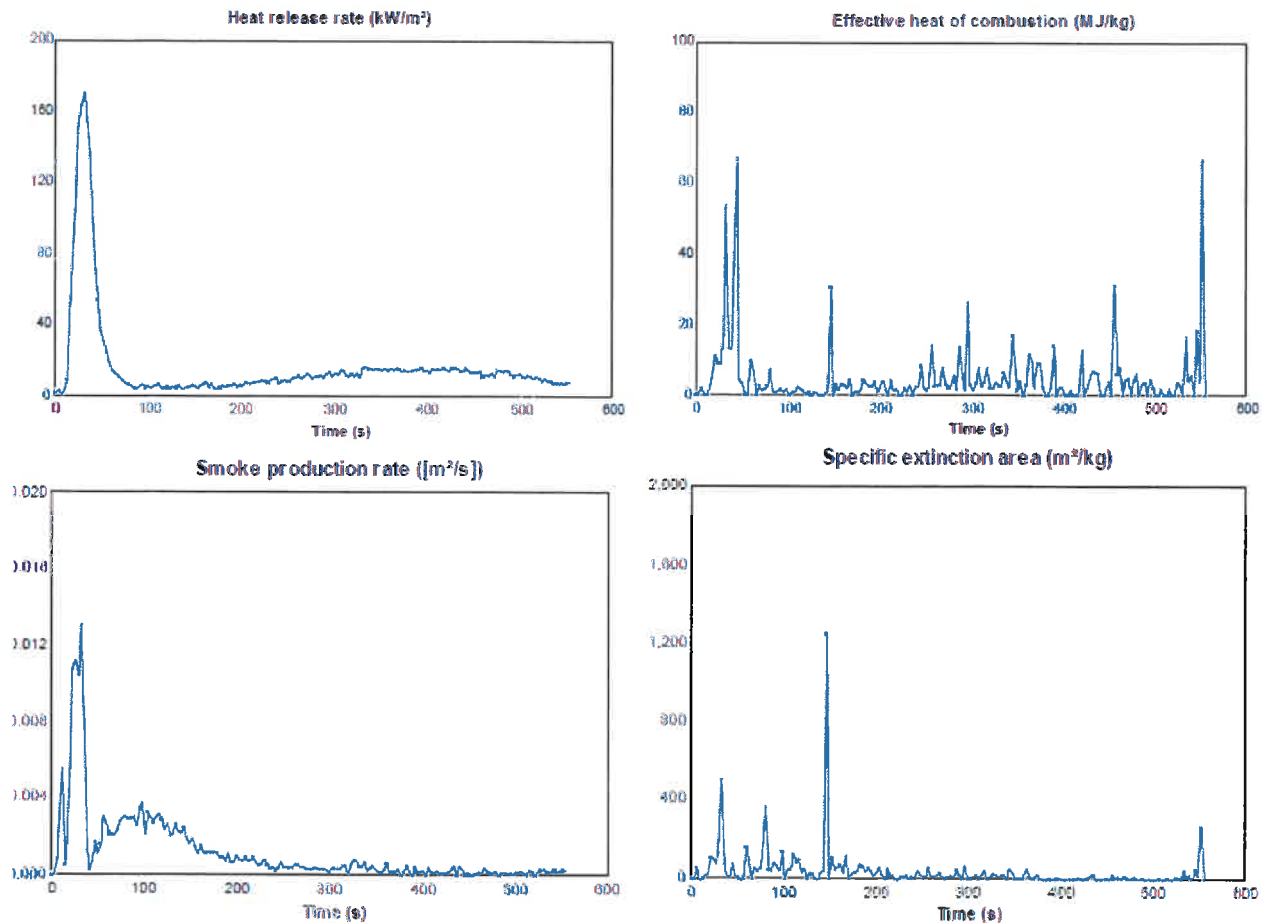 Heat release rate (kW/m²)
200
160
120
80
40
0
0 100 200 300 400 500 600
Time (s)
Effective heat of combustion (MJ/kg)
100
80
60
40
20
0
0 100 200 300 400 500 600
Time (s)
Smoke production rate ([m²/s])
0.020
0.016
0.012
0.008
0.004
0.000
0 100 200 300 400 500 600
Time (s)
Specific extinction area (m²/kg)
2,000
1,600
1,200
800
400
0
0 100 200 300 400 500 600
Time (s)